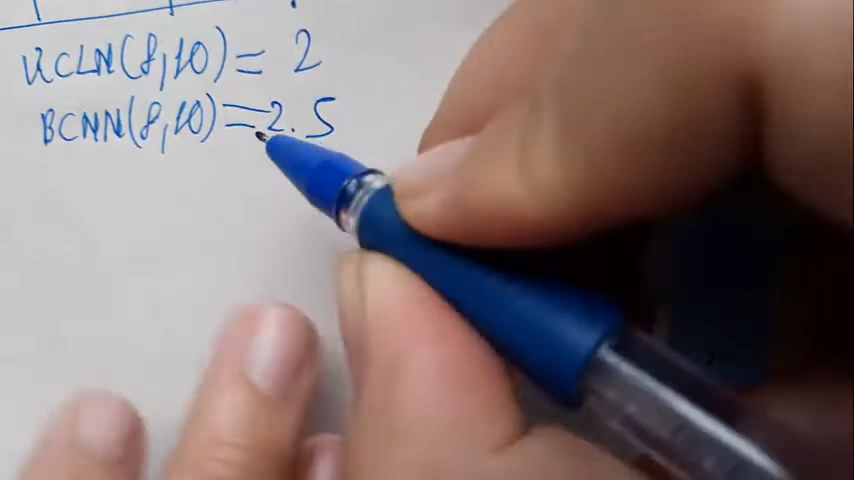 ƯCLN(8,10) = 2
BCNN(8,10) = 2.5